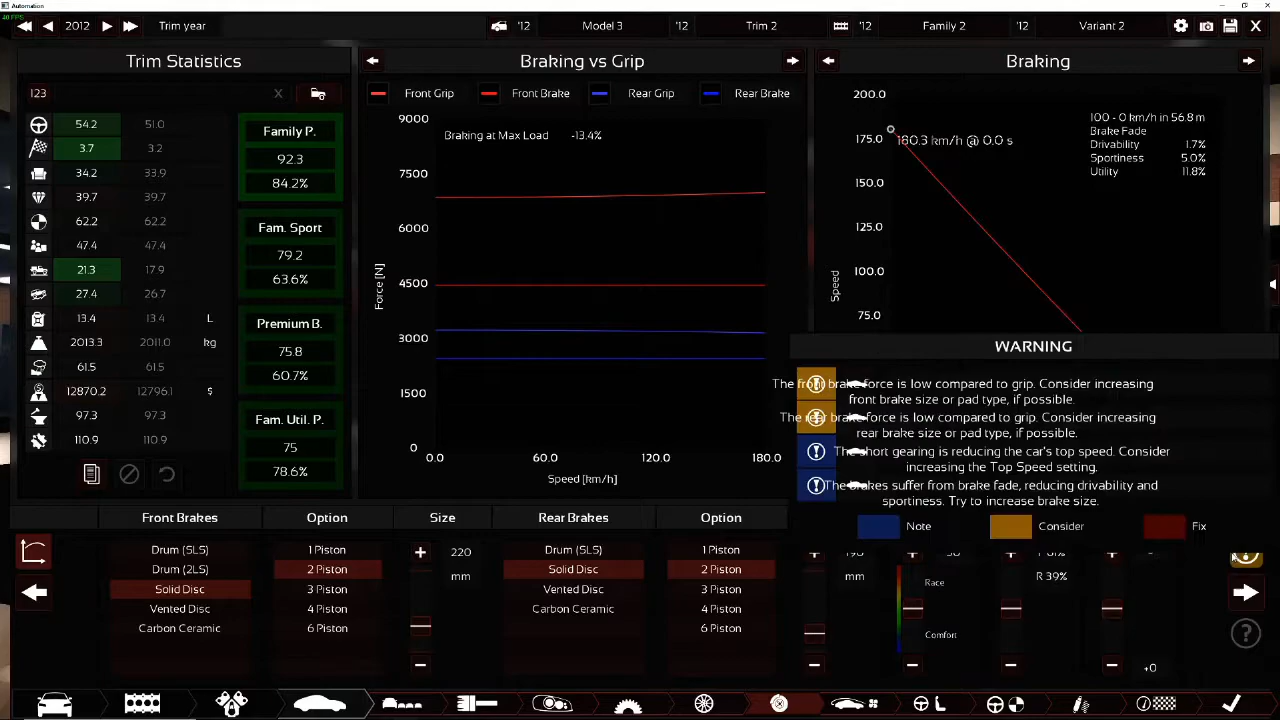 Automation
40 FPS
2012 Trim year '12 Model 3 '12 Trim 2 '12 Family 2 '12 Variant 2
Trim Statistics
123 X
54.2 51.0
3.7 3.2
34.2 33.9
39.7 39.7
62.2 62.2
47.4 47.4
21.3 17.9
27.4 26.7
13.4 13.4 L
2013.3 2011.0 kg
61.5 61.5
12870.2 12796.1 $
97.3 97.3
110.9 110.9
Family P.
92.3
84.2%
Fam. Sport
79.2
63.6%
Premium B.
75.8
60.7%
Fam. Util. P.
75
78.6%
Braking vs Grip
Front Grip Front Brake Rear Grip Rear Brake
Braking at Max Load -13.4%
9000
7500
6000
4500
3000
1500
0
Force [N]
0.0 60.0 120.0 180.0
Speed [km/h]
Braking
200.0
175.0
150.0
125.0
100.0
75.0
Speed
180.3 km/h @ 0.0 s
100 - 0 km/h in 56.8 m
Brake Fade
Drivability 1.7%
Sportiness 5.0%
Utility 11.8%
WARNING
The front brake force is low compared to grip. Consider increasing
front brake size or pad type, if possible.
The rear brake force is low compared to grip. Consider increasing
rear brake size or pad type, if possible.
The short gearing is reducing the car's top speed. Consider
increasing the Top Speed setting.
The brakes suffer from brake fade, reducing drivability and
sportiness. Try to increase brake size.
Note Consider Fix
Front Brakes Option Size Rear Brakes Option
Drum (SLS)
Drum (2LS)
Solid Disc
Vented Disc
Carbon Ceramic
1 Piston
2 Piston
3 Piston
4 Piston
6 Piston
+ 220
mm
-
Drum (SLS)
Solid Disc
Vented Disc
Carbon Ceramic
1 Piston
2 Piston
3 Piston
4 Piston
6 Piston
mm
Race
Comfort
R 39%
+0